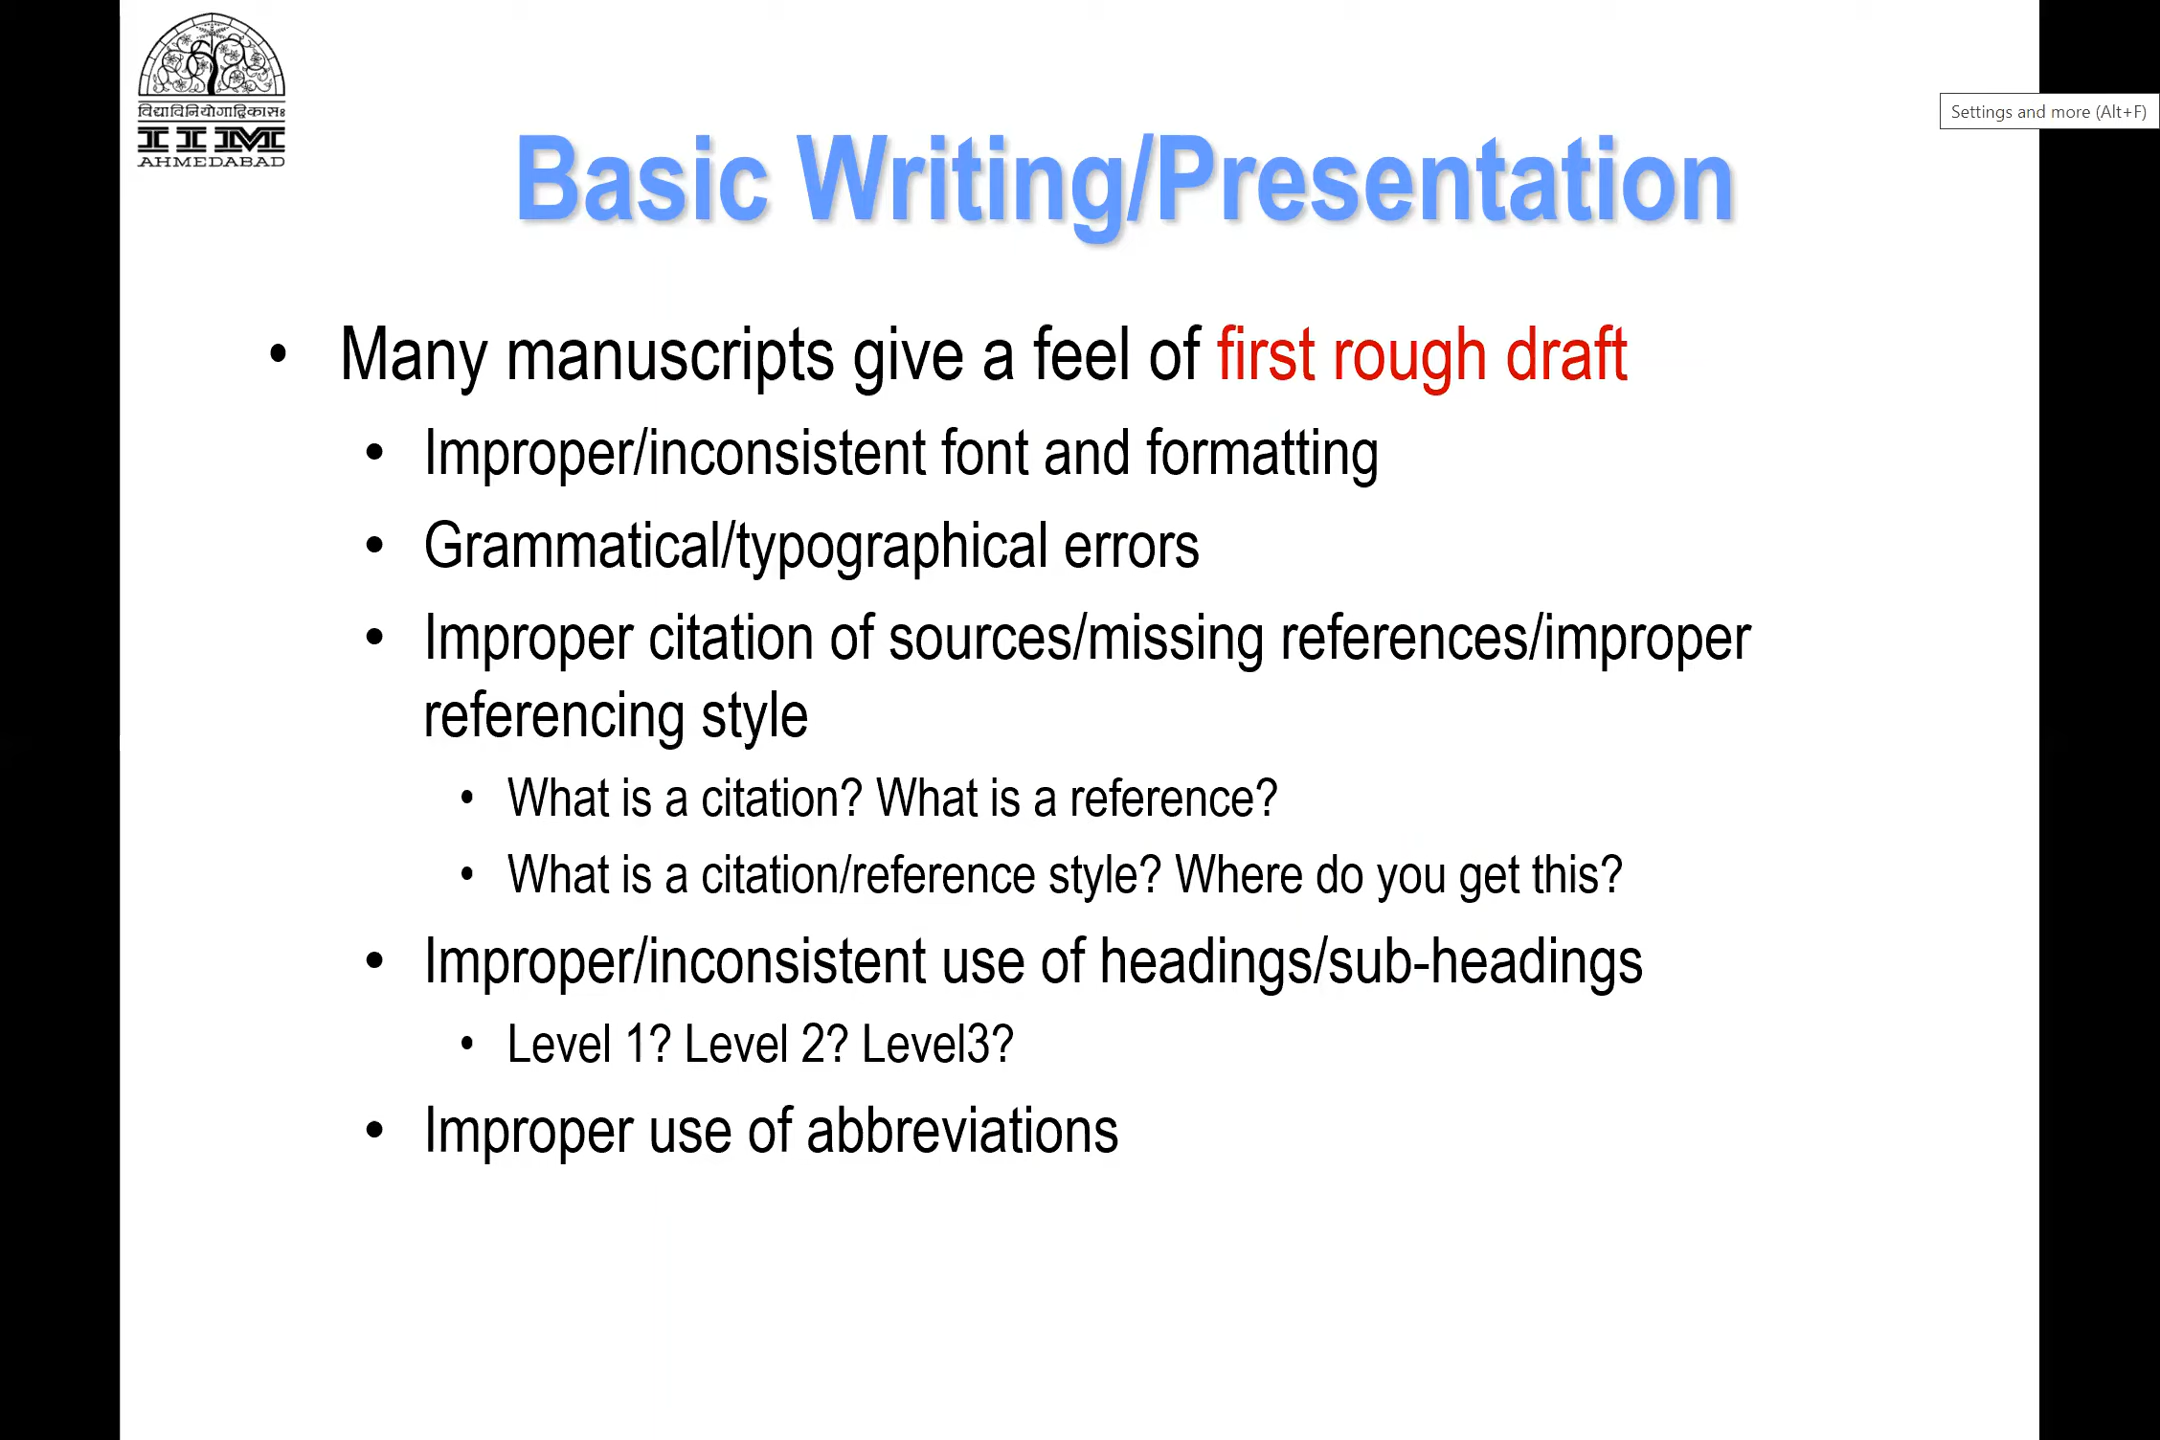 विद्याविनियोगाद्विकासः
IIM
AHMEDABAD
Settings and more (Alt+F)
Basic Writing/Presentation
• Many manuscripts give a feel of first rough draft
• Improper/inconsistent font and formatting
• Grammatical/typographical errors
• Improper citation of sources/missing references/improper
referencing style
• What is a citation? What is a reference?
• What is a citation/reference style? Where do you get this?
• Improper/inconsistent use of headings/sub-headings
• Level 1? Level 2? Level3?
• Improper use of abbreviations